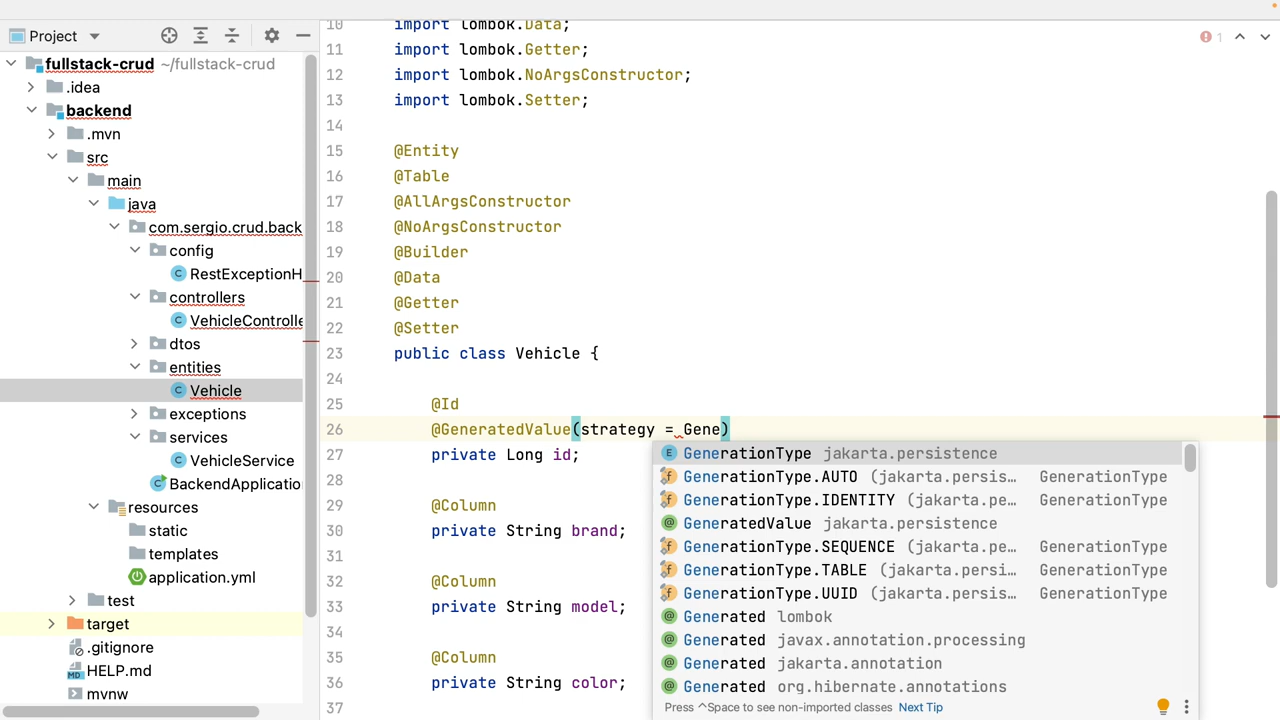 Project
fullstack-crud ~/fullstack-crud
.idea
backend
.mvn
src
main
java
com.sergio.crud.back
config
RestExceptionH
controllers
VehicleControlle
dtos
entities
Vehicle
exceptions
services
VehicleService
BackendApplicatio
resources
static
templates
application.yml
test
target
.gitignore
HELP.md
mvnw
10 import lombok.Data;
11 import lombok.Getter;
12 import lombok.NoArgsConstructor;
13 import lombok.Setter;
14
15 @Entity
16 @Table
17 @AllArgsConstructor
18 @NoArgsConstructor
19 @Builder
20 @Data
21 @Getter
22 @Setter
23 public class Vehicle {
24
25 @Id
26 @GeneratedValue(strategy = Gene)
27 private Long id;
28
29 @Column
30 private String brand;
31
32 @Column
33 private String model;
34
35 @Column
36 private String color;
37
1
GenerationType jakarta.persistence
GenerationType.AUTO (jakarta.persis… GenerationType
GenerationType.IDENTITY (jakarta.persis… GenerationType
GeneratedValue jakarta.persistence
GenerationType.SEQUENCE (jakarta.pe… GenerationType
GenerationType.TABLE (jakarta.persi… GenerationType
GenerationType.UUID (jakarta.persis… GenerationType
Generated lombok
Generated javax.annotation.processing
Generated jakarta.annotation
Generated org.hibernate.annotations
Press ^Space to see non-imported classes Next Tip